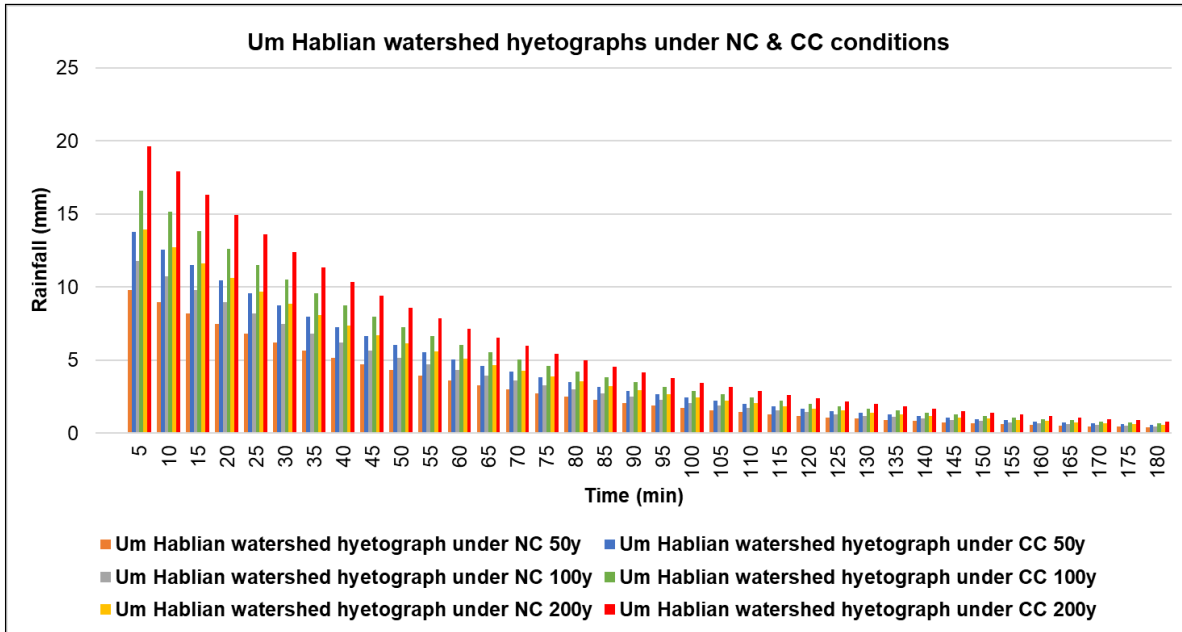 Um Hablian watershed hyetographs under NC & CC conditions
25
20
15
10
5
0
Rainfall (mm)
5 10 15 20 25 30 35 40 45 50 55 60 65 70 75 80 85 90 95 100 105 110 115 120 125 130 135 140 145 150 155 160 165 170 175 180
Time (min)
Um Hablian watershed hyetograph under NC 50y Um Hablian watershed hyetograph under CC 50y
Um Hablian watershed hyetograph under NC 100y Um Hablian watershed hyetograph under CC 100y
Um Hablian watershed hyetograph under NC 200y Um Hablian watershed hyetograph under CC 200y